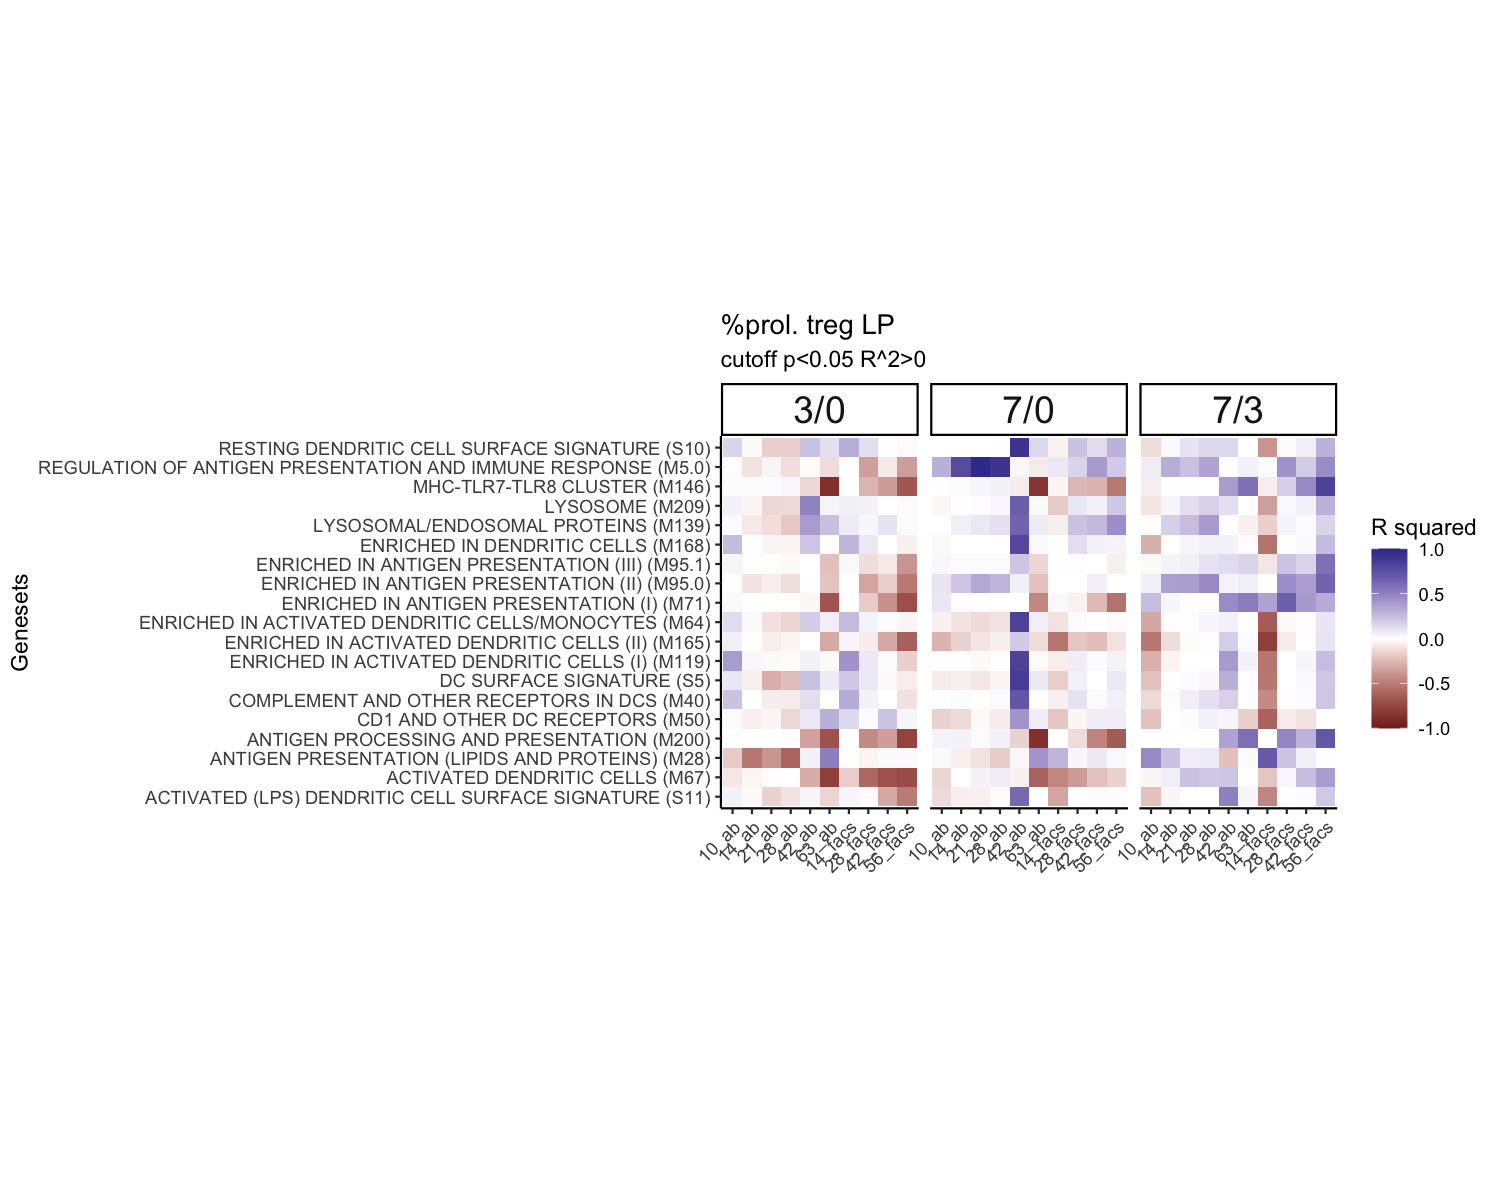 %prol. treg LP
cutoff p<0.05 R^2>0
3/0 7/0 7/3
RESTING DENDRITIC CELL SURFACE SIGNATURE (S10)
REGULATION OF ANTIGEN PRESENTATION AND IMMUNE RESPONSE (M5.0)
MHC-TLR7-TLR8 CLUSTER (M146)
LYSOSOME (M209)
LYSOSOMAL/ENDOSOMAL PROTEINS (M139)
ENRICHED IN DENDRITIC CELLS (M168)
ENRICHED IN ANTIGEN PRESENTATION (III) (M95.1)
ENRICHED IN ANTIGEN PRESENTATION (II) (M95.0)
ENRICHED IN ANTIGEN PRESENTATION (I) (M71)
ENRICHED IN ACTIVATED DENDRITIC CELLS/MONOCYTES (M64)
ENRICHED IN ACTIVATED DENDRITIC CELLS (II) (M165)
ENRICHED IN ACTIVATED DENDRITIC CELLS (I) (M119)
DC SURFACE SIGNATURE (S5)
COMPLEMENT AND OTHER RECEPTORS IN DCS (M40)
CD1 AND OTHER DC RECEPTORS (M50)
ANTIGEN PROCESSING AND PRESENTATION (M200)
ANTIGEN PRESENTATION (LIPIDS AND PROTEINS) (M28)
ACTIVATED DENDRITIC CELLS (M67)
ACTIVATED (LPS) DENDRITIC CELL SURFACE SIGNATURE (S11)
Genesets
10_ab 14_ab 21_ab 28_ab 42_ab 63_ab 14_facs 28_facs 42_facs 56_facs
10_ab 14_ab 21_ab 28_ab 42_ab 63_ab 14_facs 28_facs 42_facs 56_facs
10_ab 14_ab 21_ab 28_ab 42_ab 63_ab 14_facs 28_facs 42_facs 56_facs
R squared
1.0
0.5
0.0
-0.5
-1.0